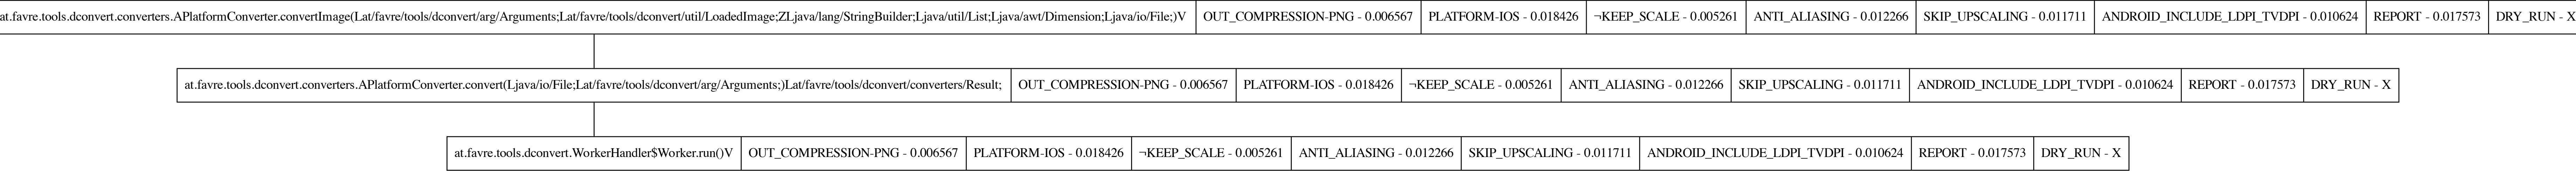 at.favre.tools.dconvert.converters.APlatformConverter.convertImage(Lat/favre/tools/dconvert/arg/Arguments;Lat/favre/tools/dconvert/util/LoadedImage;ZLjava/lang/StringBuilder;Ljava/util/List;Ljava/awt/Dimension;Ljava/io/File;)V OUT_COMPRESSION-PNG - 0.006567 PLATFORM-IOS - 0.018426 ¬KEEP_SCALE - 0.005261 ANTI_ALIASING - 0.012266 SKIP_UPSCALING - 0.011711 ANDROID_INCLUDE_LDPI_TVDPI - 0.010624 REPORT - 0.017573 DRY_RUN - X
at.favre.tools.dconvert.converters.APlatformConverter.convert(Ljava/io/File;Lat/favre/tools/dconvert/arg/Arguments;)Lat/favre/tools/dconvert/converters/Result; OUT_COMPRESSION-PNG - 0.006567 PLATFORM-IOS - 0.018426 ¬KEEP_SCALE - 0.005261 ANTI_ALIASING - 0.012266 SKIP_UPSCALING - 0.011711 ANDROID_INCLUDE_LDPI_TVDPI - 0.010624 REPORT - 0.017573 DRY_RUN - X
at.favre.tools.dconvert.WorkerHandler$Worker.run()V OUT_COMPRESSION-PNG - 0.006567 PLATFORM-IOS - 0.018426 ¬KEEP_SCALE - 0.005261 ANTI_ALIASING - 0.012266 SKIP_UPSCALING - 0.011711 ANDROID_INCLUDE_LDPI_TVDPI - 0.010624 REPORT - 0.017573 DRY_RUN - X